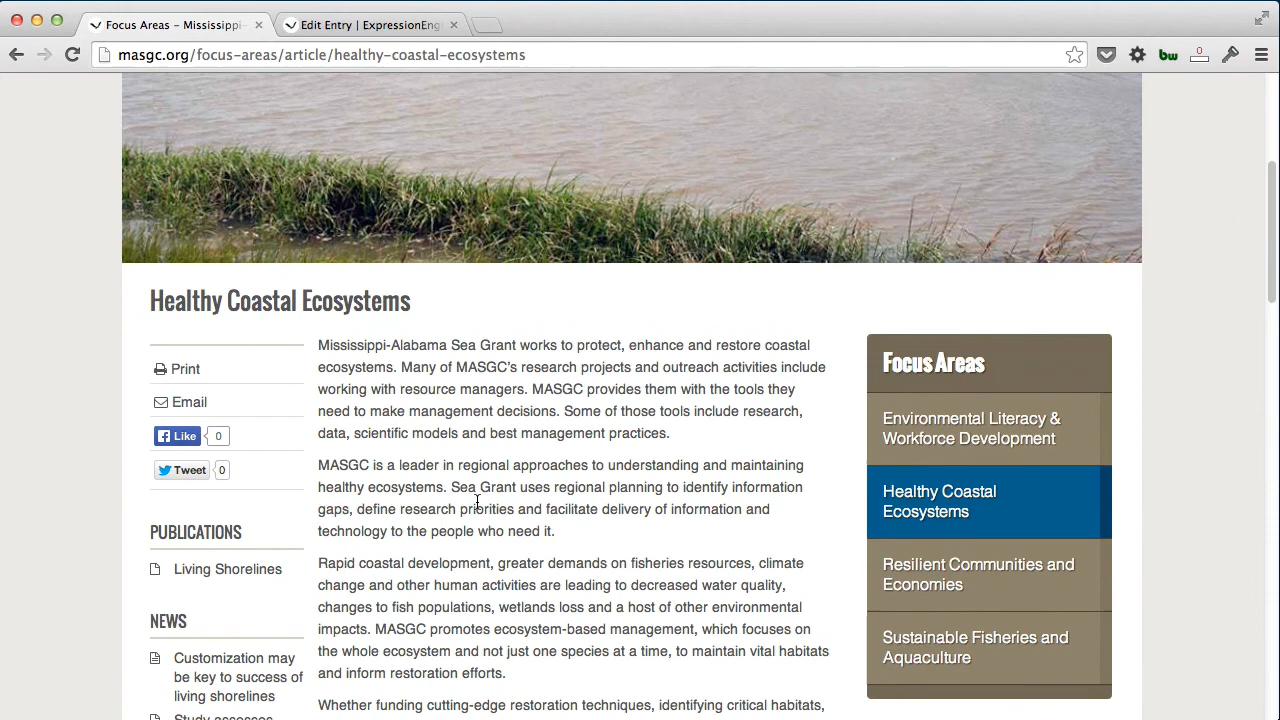 Focus Areas – Mississippi-
Edit Entry | ExpressionEng
masgc.org/focus-areas/article/healthy-coastal-ecosystems
bw
0
Healthy Coastal Ecosystems
Print
Email
Like 0
Tweet 0
PUBLICATIONS
Living Shorelines
NEWS
Customization may
be key to success of
living shorelines
Study assesses
Mississippi-Alabama Sea Grant works to protect, enhance and restore coastal
ecosystems. Many of MASGC's research projects and outreach activities include
working with resource managers. MASGC provides them with the tools they
need to make management decisions. Some of those tools include research,
data, scientific models and best management practices.
MASGC is a leader in regional approaches to understanding and maintaining
healthy ecosystems. Sea Grant uses regional planning to identify information
gaps, define research priorities and facilitate delivery of information and
technology to the people who need it.
Rapid coastal development, greater demands on fisheries resources, climate
change and other human activities are leading to decreased water quality,
changes to fish populations, wetlands loss and a host of other environmental
impacts. MASGC promotes ecosystem-based management, which focuses on
the whole ecosystem and not just one species at a time, to maintain vital habitats
and inform restoration efforts.
Whether funding cutting-edge restoration techniques, identifying critical habitats,
Focus Areas
Environmental Literacy &
Workforce Development
Healthy Coastal
Ecosystems
Resilient Communities and
Economies
Sustainable Fisheries and
Aquaculture